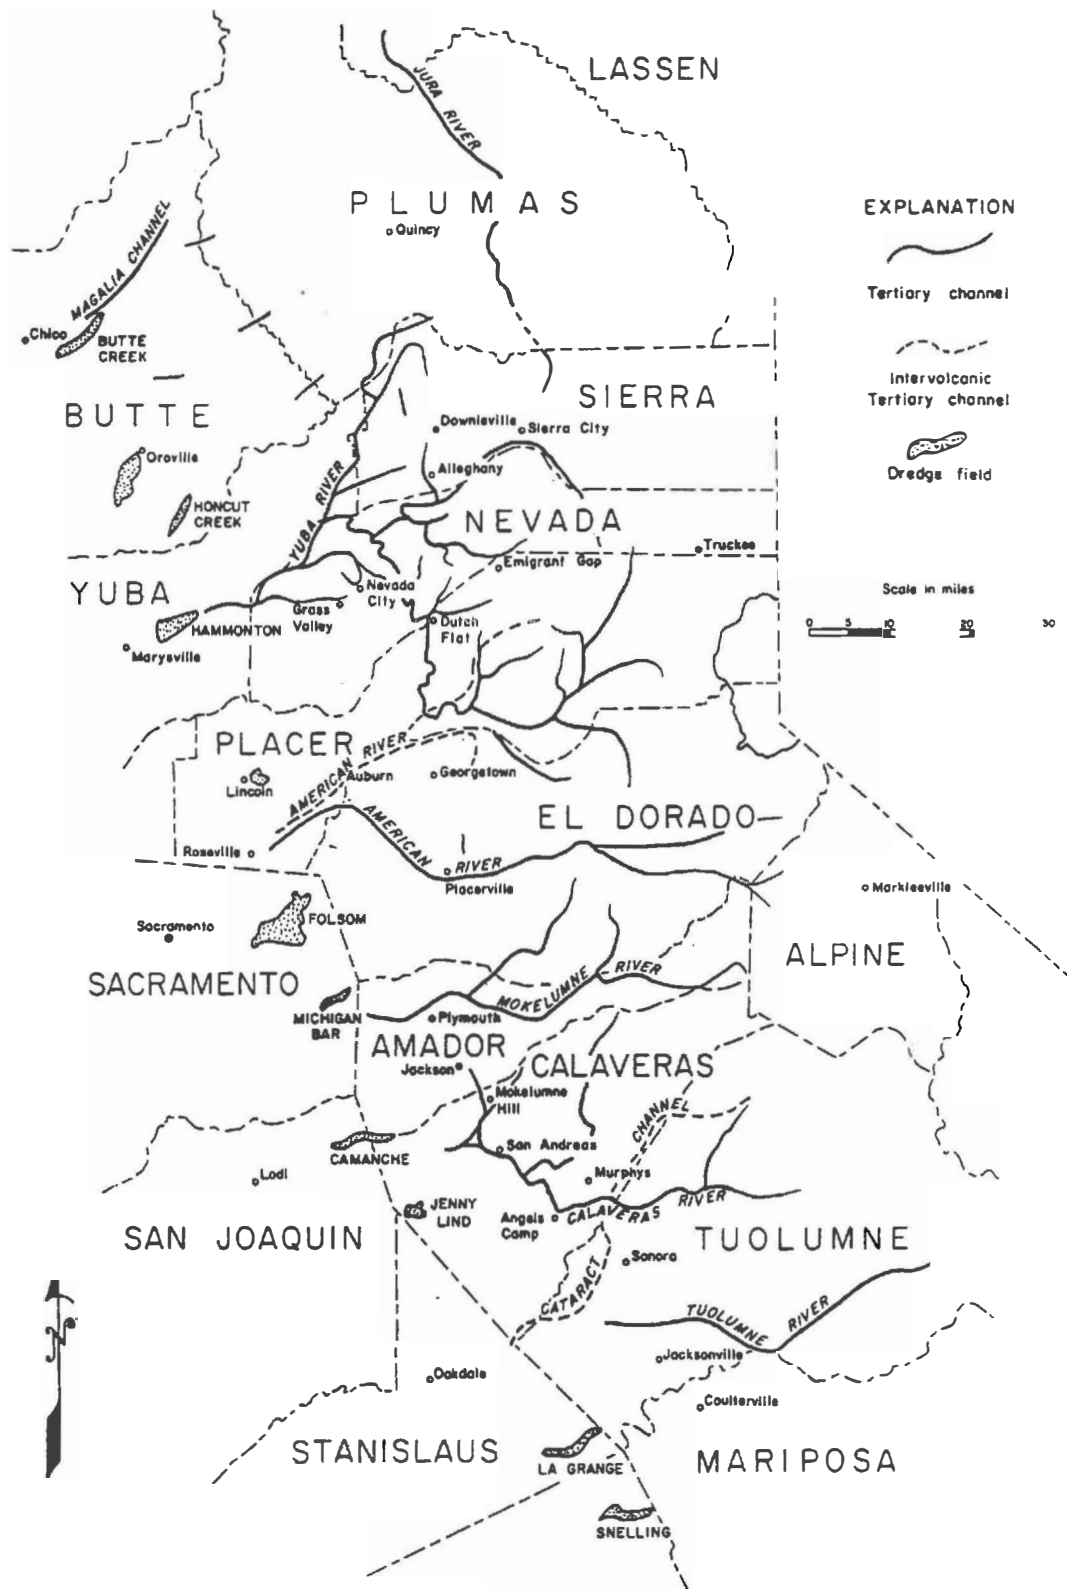 LASSEN
JURA RIVER
PLUMAS
Quincy
EXPLANATION
Tertiary channel
Intervolcanic
Tertiary channel
Dredge field
MAGALIA CHANNEL
Chico
BUTTE
CREEK
BUTTE
SIERRA
Downieville
Sierra City
Oroville
Alleghany
HONCUT
CREEK
YUBA RIVER
NEVADA
Truckee
Emigrant Gap
YUBA
Nevada
City
Grass
Valley
Dutch
Flat
HAMMONTON
Marysville
Scale in miles
0 5 10 20 30
PLACER
AMERICAN RIVER
Auburn
Georgetown
Lincoln
AMERICAN RIVER
EL DORADO
Roseville
Placerville
Markleeville
FOLSOM
Sacramento
ALPINE
SACRAMENTO
MOKELUMNE RIVER
MICHIGAN
BAR
Plymouth
AMADOR
Jackson
CALAVERAS
Mokelumne
Hill
CHANNEL
San Andreas
CAMANCHE
Murphys
Lodi
JENNY
LIND
Angels
Camp
CALAVERAS RIVER
SAN JOAQUIN
TUOLUMNE
Sonora
CATARACT
TUOLUMNE RIVER
N
Jacksonville
Oakdale
Coulterville
STANISLAUS
LA GRANGE
MARIPOSA
SNELLING